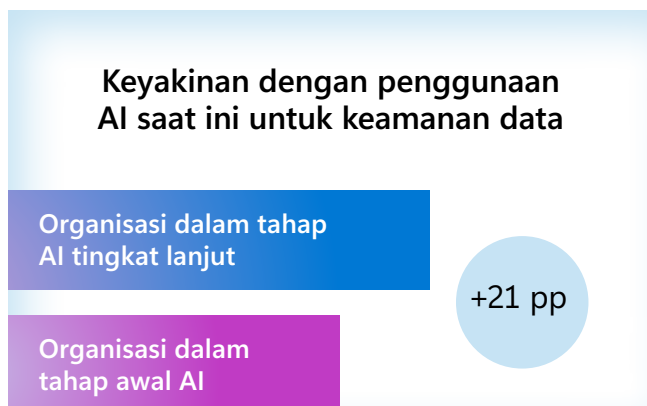 Keyakinan dengan penggunaan
AI saat ini untuk keamanan data
Organisasi dalam tahap
AI tingkat lanjut
+21 pp
Organisasi dalam
tahap awal AI